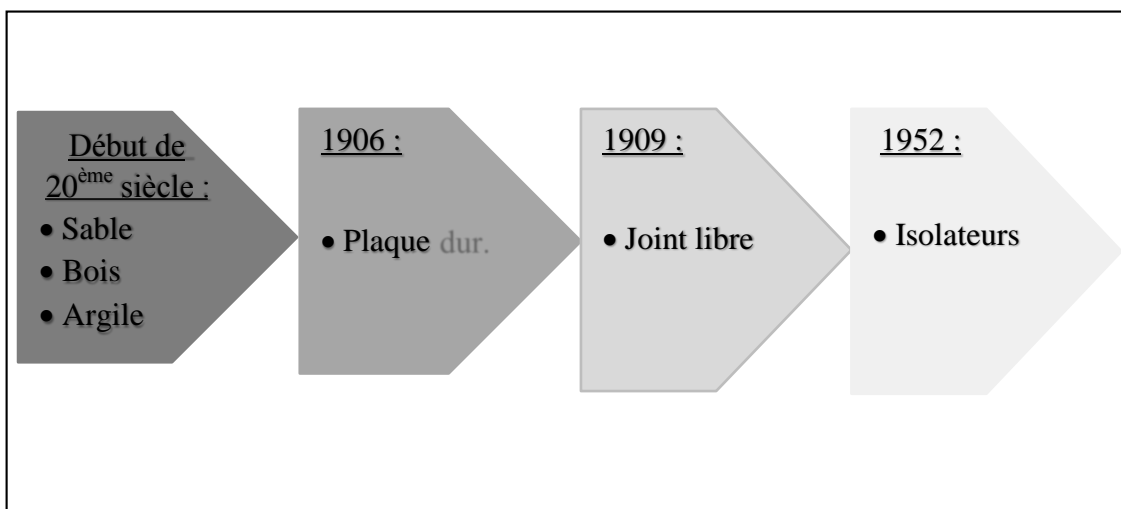 Début de
20ème siècle :
• Sable
• Bois
• Argile
1906 :
• Plaque dur.
1909 :
• Joint libre
1952 :
• Isolateurs